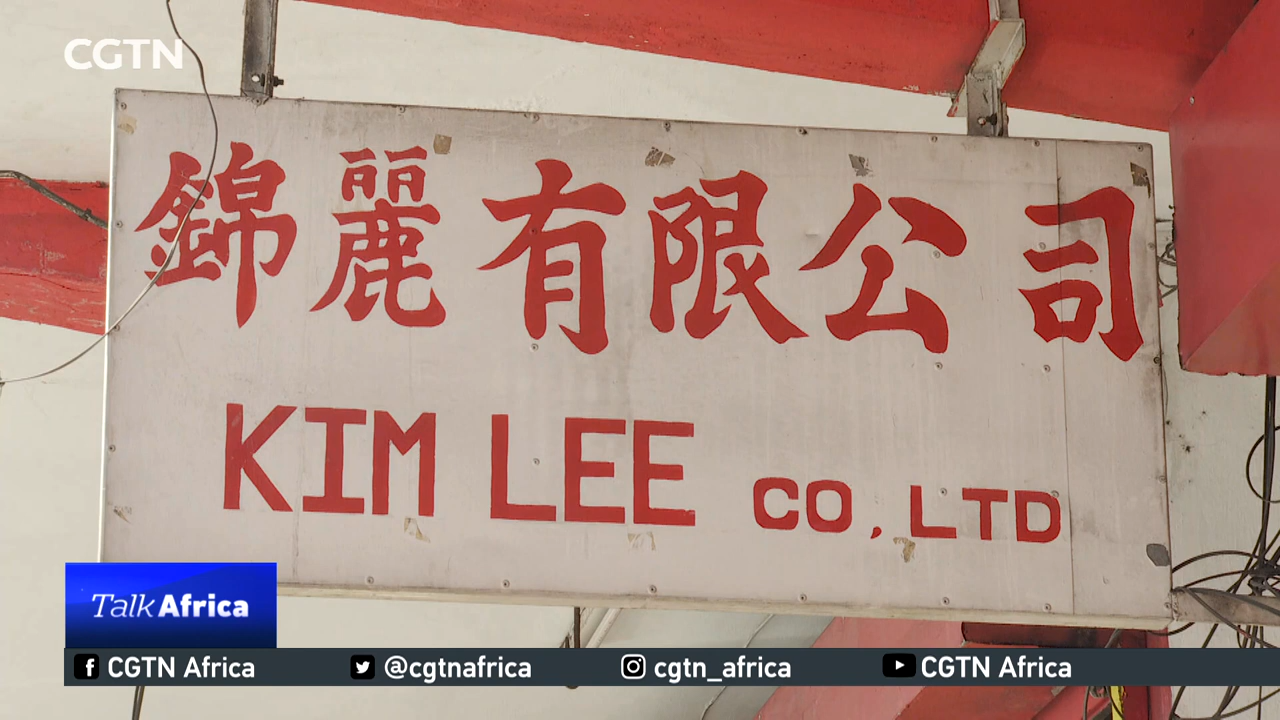 CGTN
錦麗有限公司
KIM LEE CO, LTD
Talk Africa
CGTN Africa @cgtnafrica cgtn_africa CGTN Africa